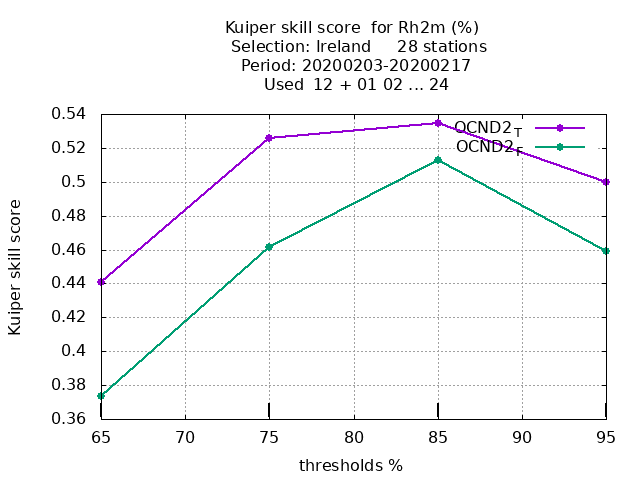 Kuiper skill score for Rh2m (%)
Selection: Ireland 28 stations
Period: 20200203-20200217
Used 12 + 01 02 ... 24
0.54
0.52
0.5
0.48
0.46
0.44
0.42
0.4
0.38
0.36
Kuiper skill score
OCND2_T
OCND2_F
65 70 75 80 85 90 95
thresholds %